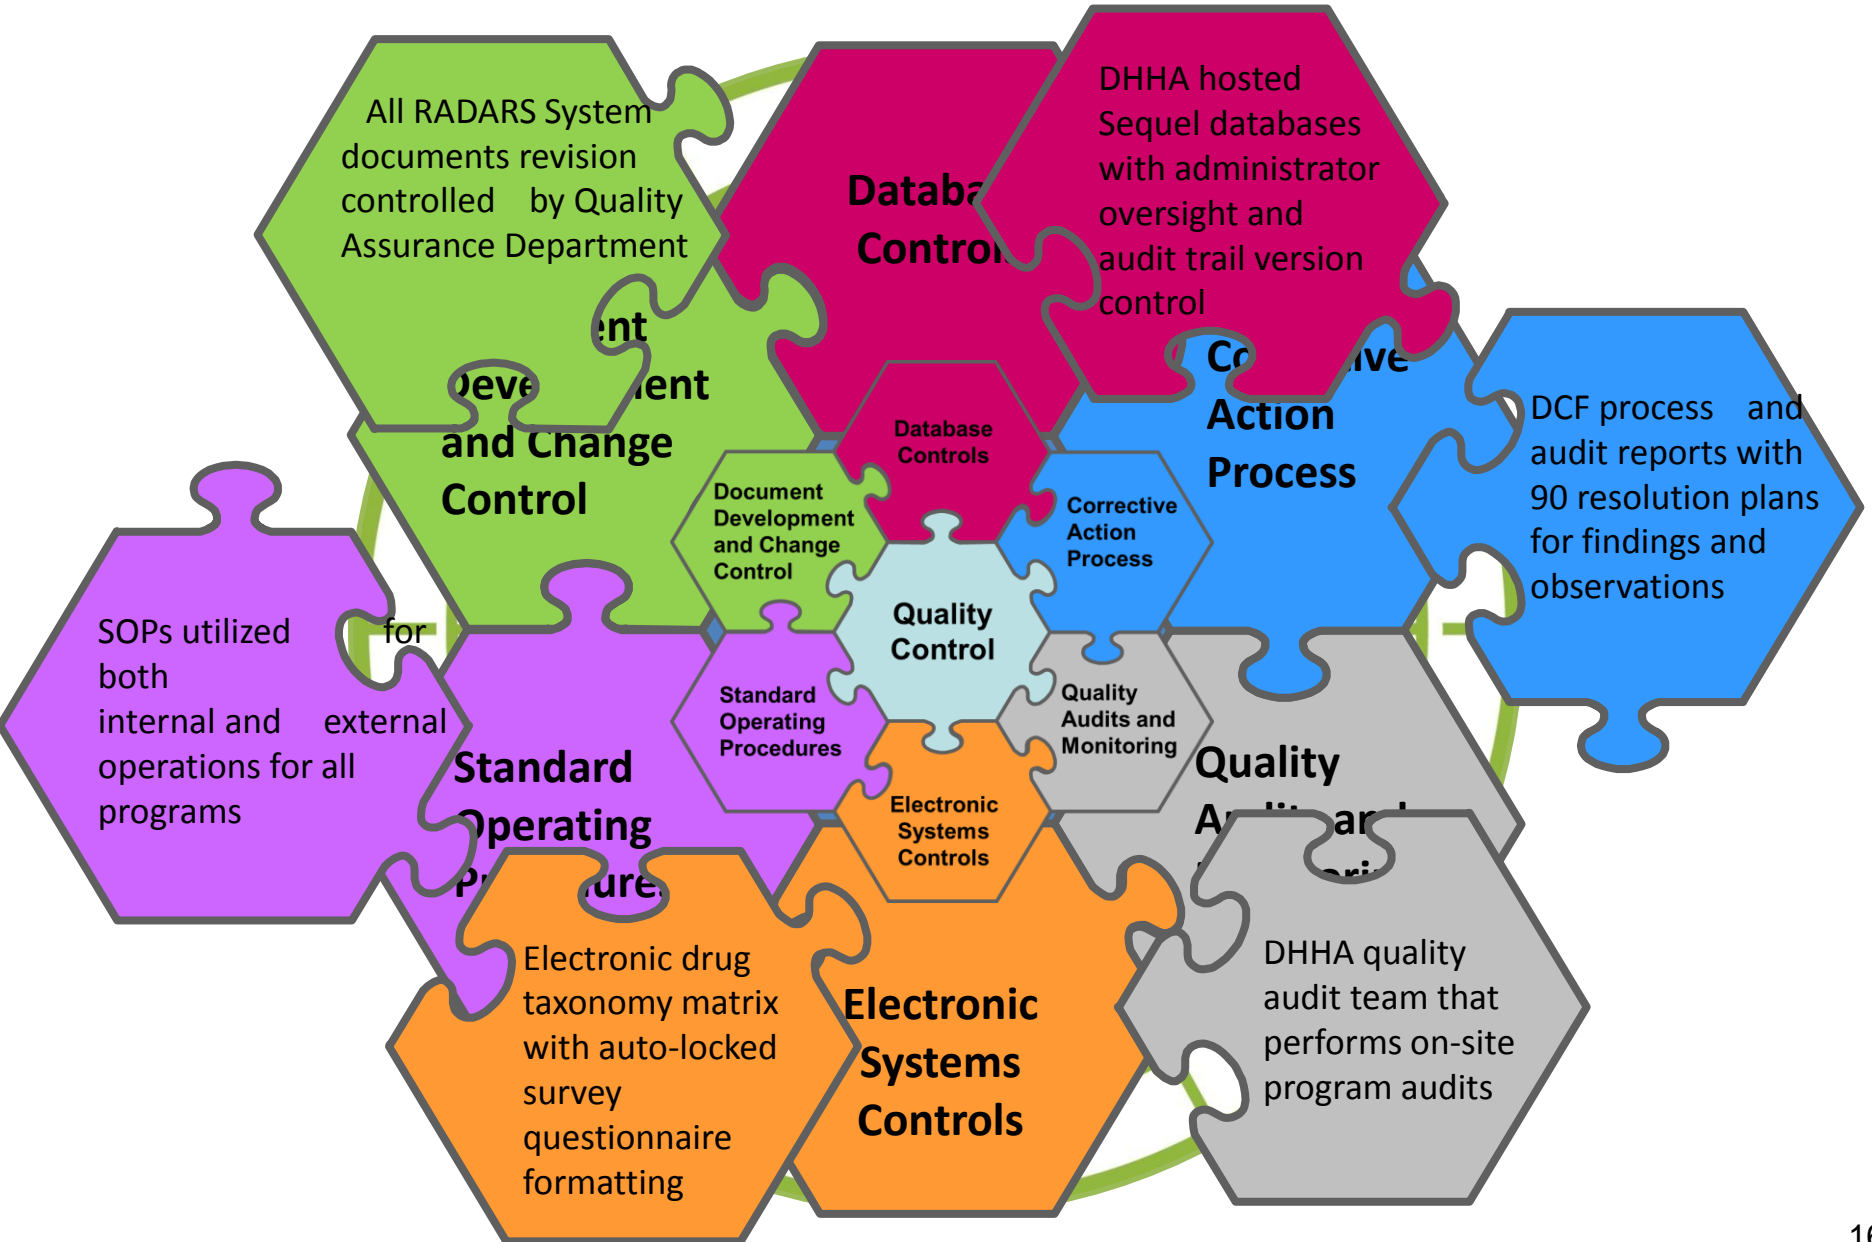 All RADARS System
documents revision
controlled by Quality
Assurance Department
Control
DHHA hosted
Sequel databases
with administrator
oversight and
audit trail version
control
and Change
Control
Action
Process
DCF process and
audit reports with
90 resolution plans
for findings and
observations
Database
Controls
Document
Development
and Change
Control
Corrective
Action
Process
Quality
Control
Standard
Operating
Procedures
Quality
Audits and
Monitoring
Electronic
Systems
Controls
SOPs utilized for
both
internal and external
operations for all
programs
Standard
Operating
Quality
Electronic drug
taxonomy matrix
with auto-locked
survey
questionnaire
formatting
Electronic
Systems
Controls
DHHA quality
audit team that
performs on-site
program audits
16